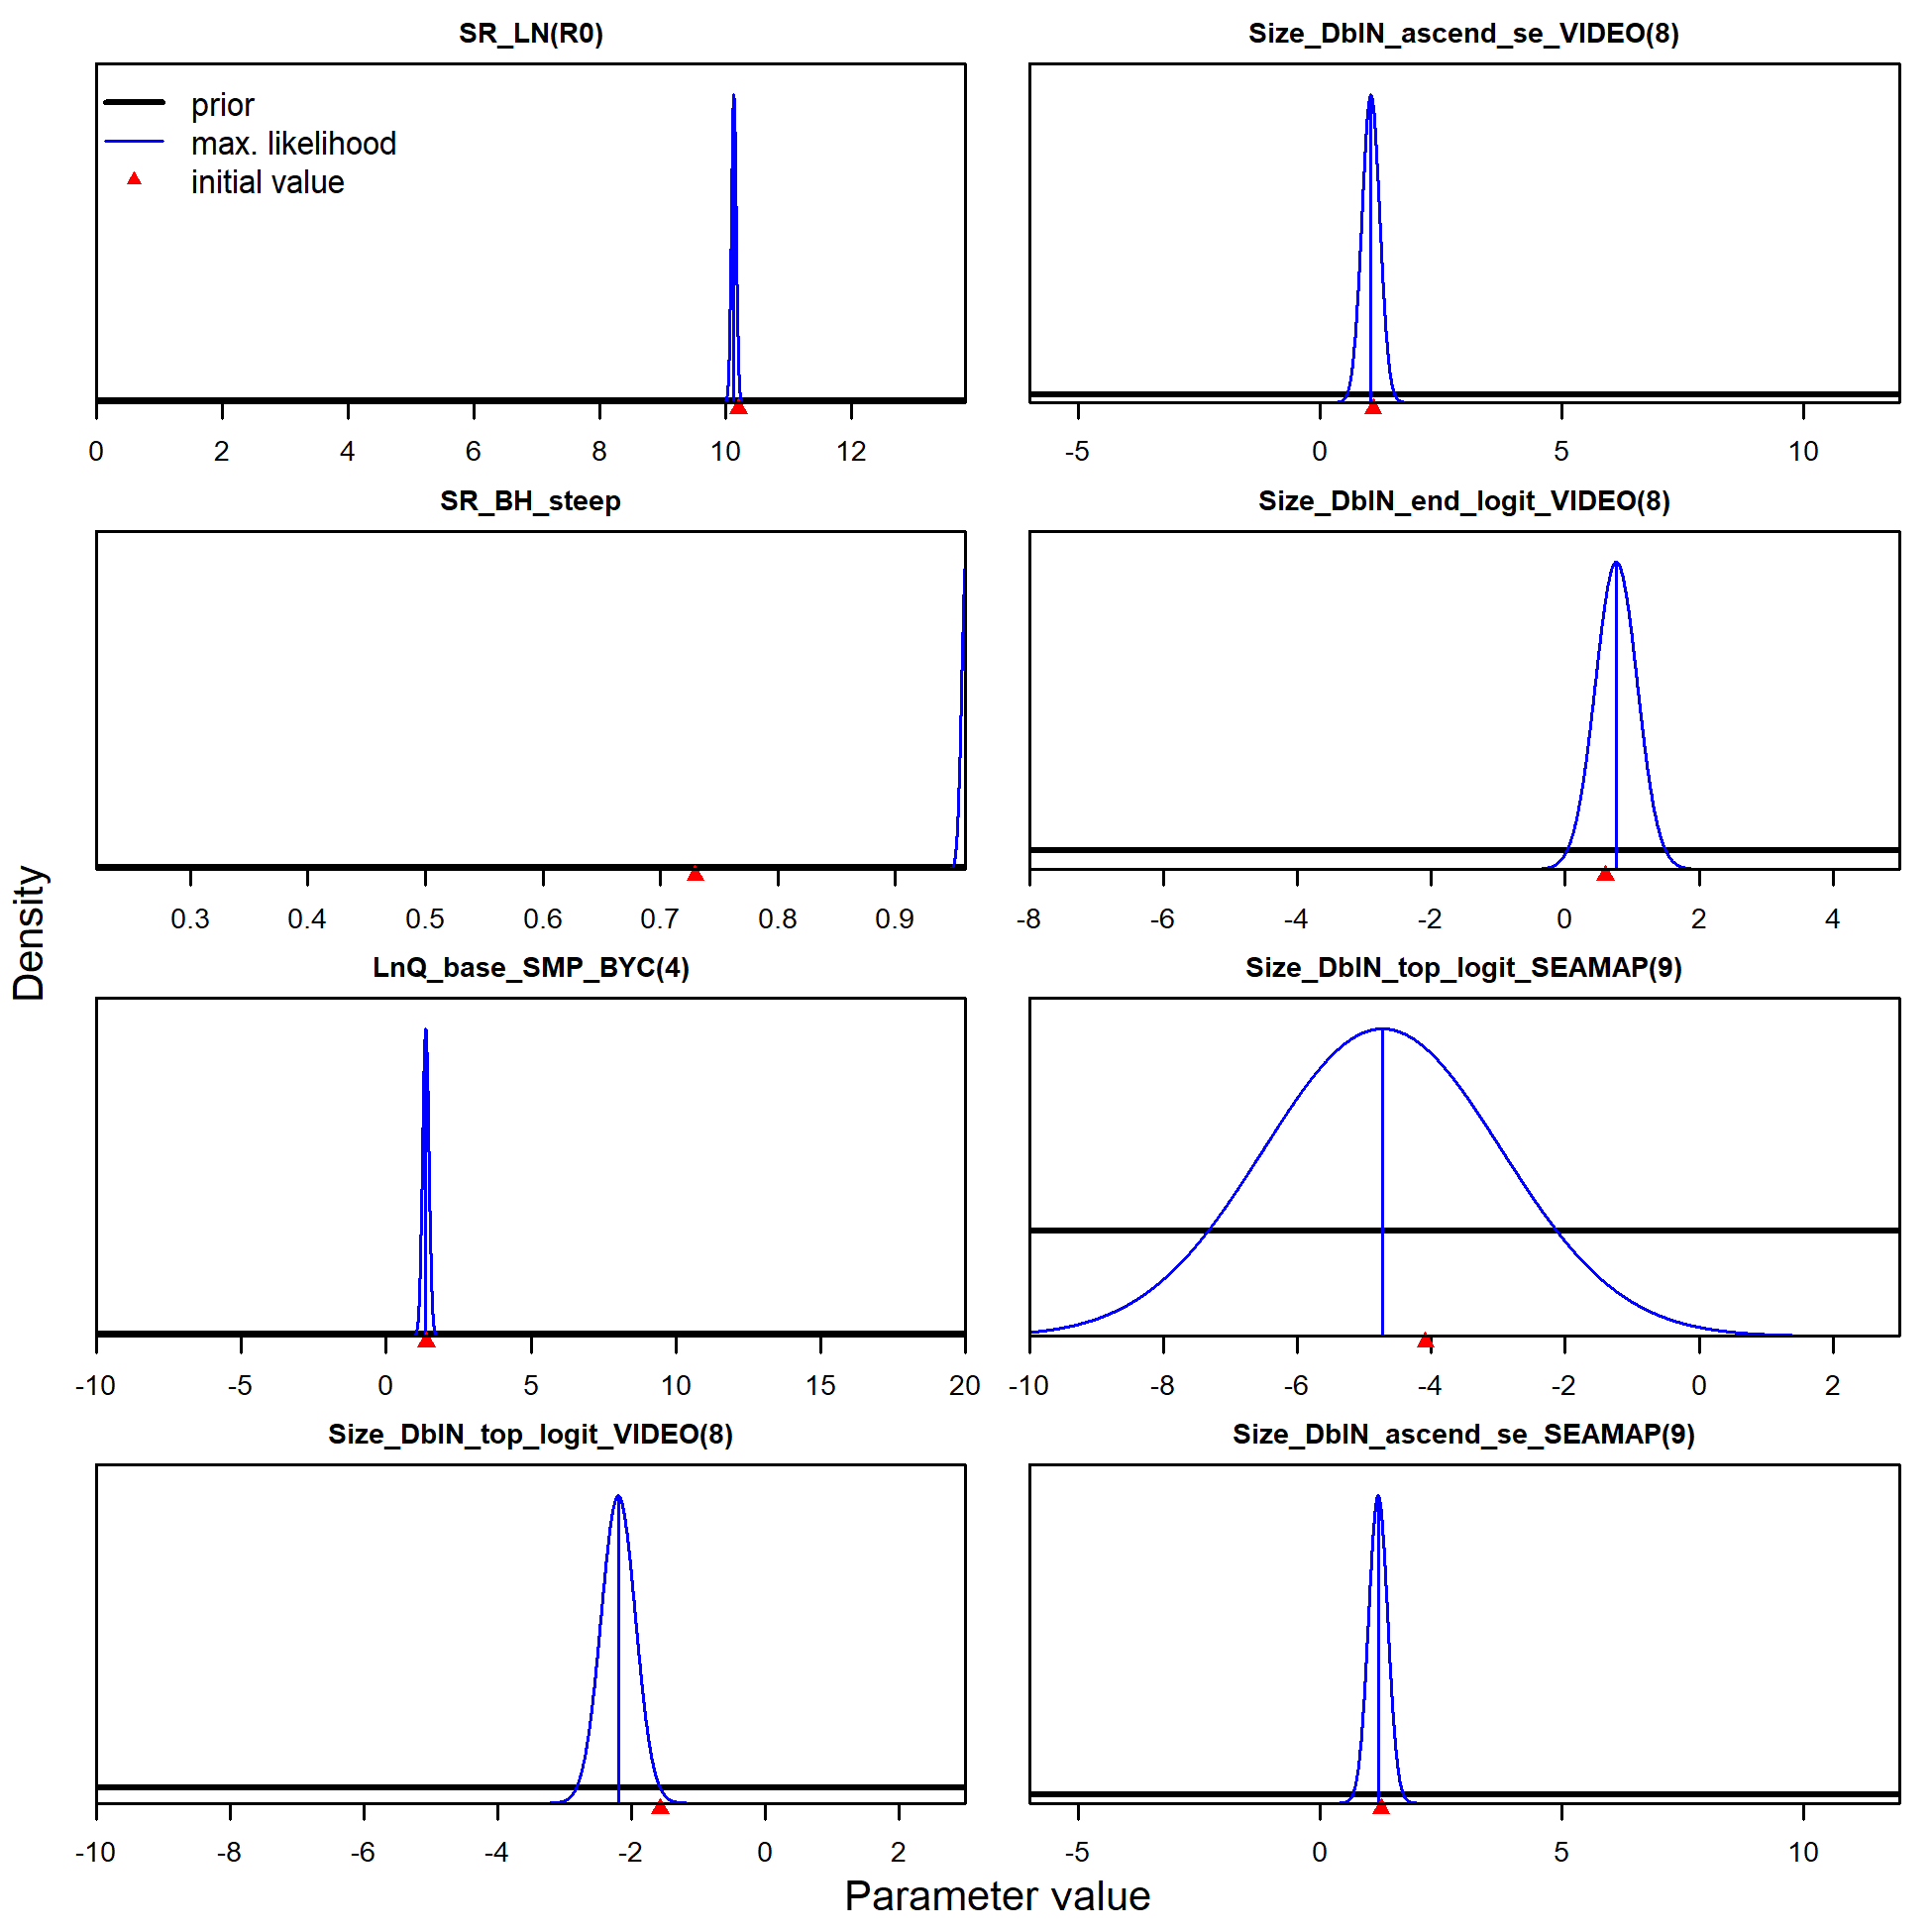 SR_LN(R0)
prior
max. likelihood
initial value
0 2 4 6 8 10 12
Size_DblN_ascend_se_VIDEO(8)
-5 0 5 10
SR_BH_steep
0.3 0.4 0.5 0.6 0.7 0.8 0.9
Size_DblN_end_logit_VIDEO(8)
-8 -6 -4 -2 0 2 4
LnQ_base_SMP_BYC(4)
-10 -5 0 5 10 15 20
Size_DblN_top_logit_SEAMAP(9)
-10 -8 -6 -4 -2 0 2
Size_DblN_top_logit_VIDEO(8)
-10 -8 -6 -4 -2 0 2
Size_DblN_ascend_se_SEAMAP(9)
-5 0 5 10
Density
Parameter value